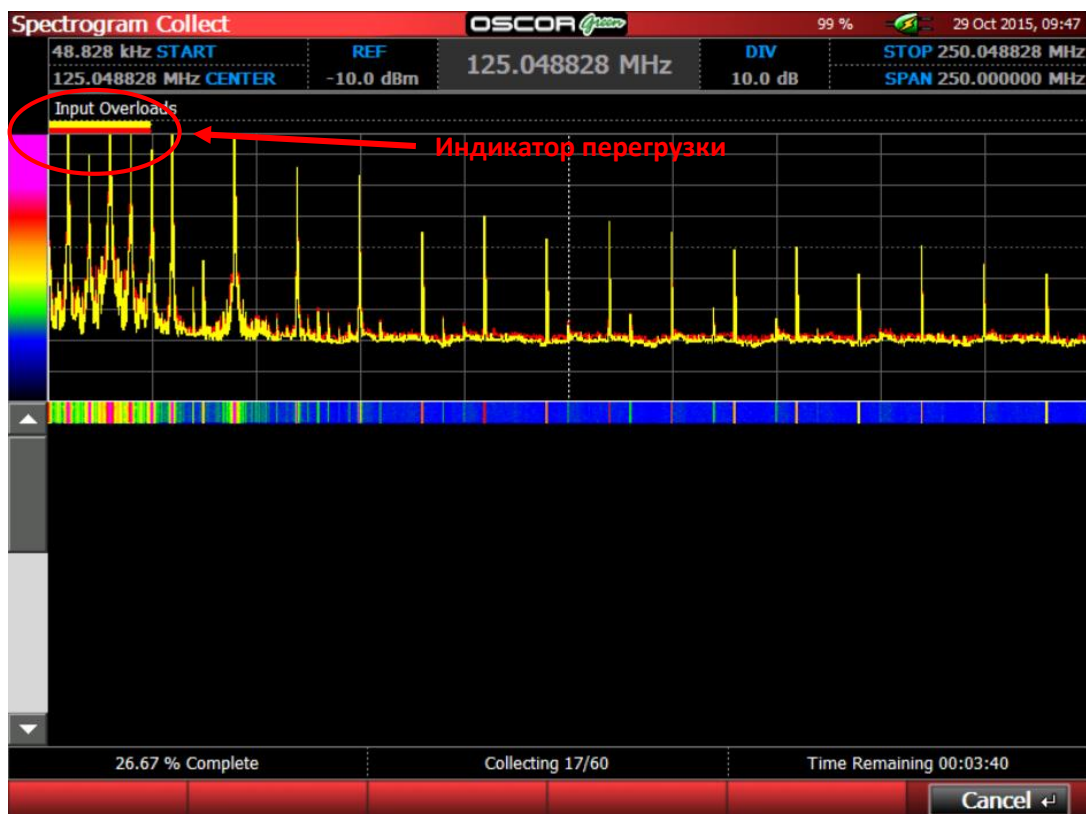 Spectrogram Collect OSCOR Green 99 % 29 Oct 2015, 09:47
48.828 kHz START REF 125.048828 MHz DIV STOP 250.048828 MHz
125.048828 MHz CENTER -10.0 dBm 10.0 dB SPAN 250.000000 MHz
Input Overloads
Индикатор перегрузки
26.67 % Complete Collecting 17/60 Time Remaining 00:03:40
Cancel ↵